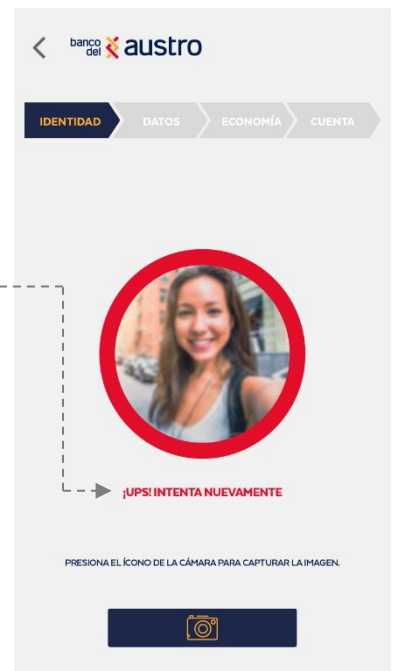 banco del austro
IDENTIDAD DATOS ECONOMÍA CUENTA
¡UPS! INTENTA NUEVAMENTE
PRESIONA EL ÍCONO DE LA CÁMARA PARA CAPTURAR LA IMAGEN.